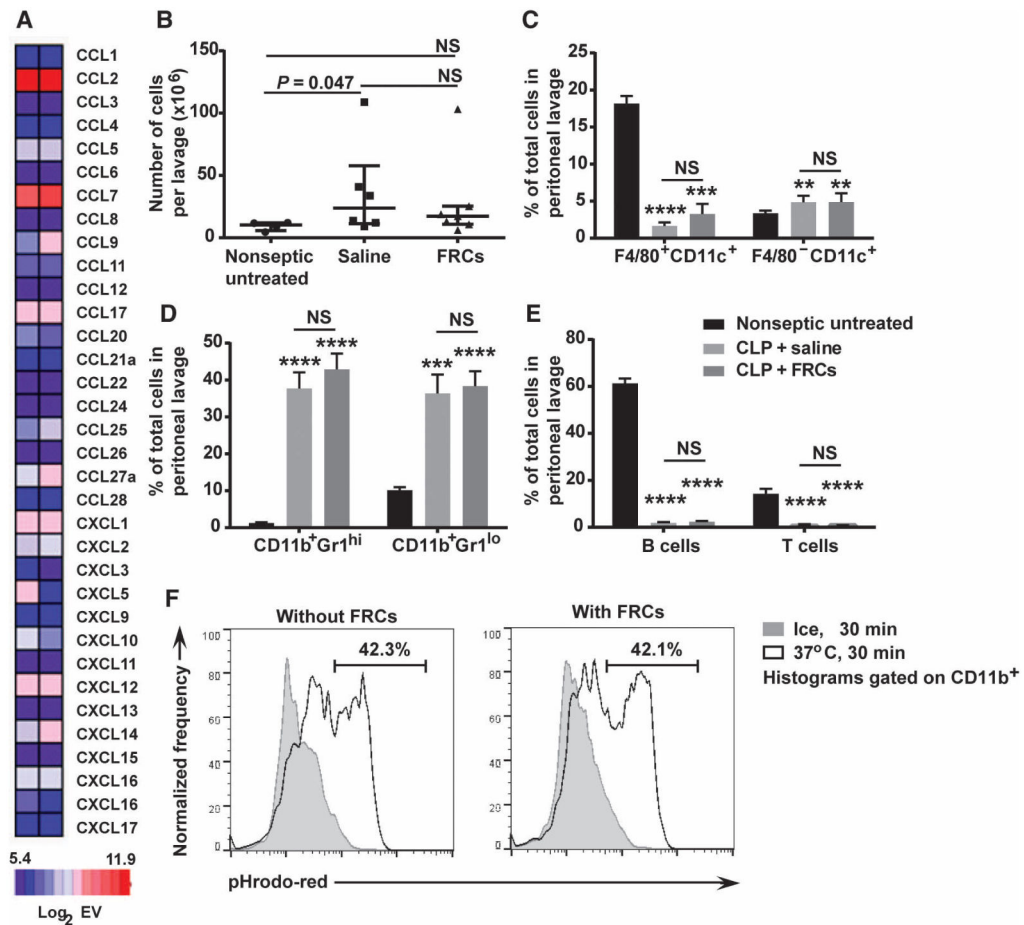 A
CCL1
CCL2
CCL3
CCL4
CCL5
CCL6
CCL7
CCL8
CCL9
CCL11
CCL12
CCL17
CCL20
CCL21a
CCL22
CCL24
CCL25
CCL26
CCL27a
CCL28
CXCL1
CXCL2
CXCL3
CXCL5
CXCL9
CXCL10
CXCL11
CXCL12
CXCL13
CXCL14
CXCL15
CXCL16
CXCL16
CXCL17
5.4 11.9
Log₂ EV
B
Number of cells
per lavage (x10⁶)
150
100
50
0
NS
P = 0.047
NS
Nonseptic
untreated
Saline
FRCs
C
% of total cells in
peritoneal lavage
25
20
15
10
5
0
NS
****
***
NS
**
**
F4/80⁺CD11c⁺
F4/80⁻CD11c⁺
D
% of total cells in
peritoneal lavage
50
40
30
20
10
0
NS
****
****
NS
***
****
CD11b⁺Gr1ʰⁱ
CD11b⁺Gr1ˡᵒ
E
% of total cells in
peritoneal lavage
80
60
40
20
0
Nonseptic untreated
CLP + saline
CLP + FRCs
NS
****
****
NS
****
****
B cells
T cells
F
Normalized frequency
Without FRCs
100
80
60
40
20
0
42.3%
With FRCs
100
80
60
40
20
0
42.1%
pHrodo-red
Ice, 30 min
37°C, 30 min
Histograms gated on CD11b⁺